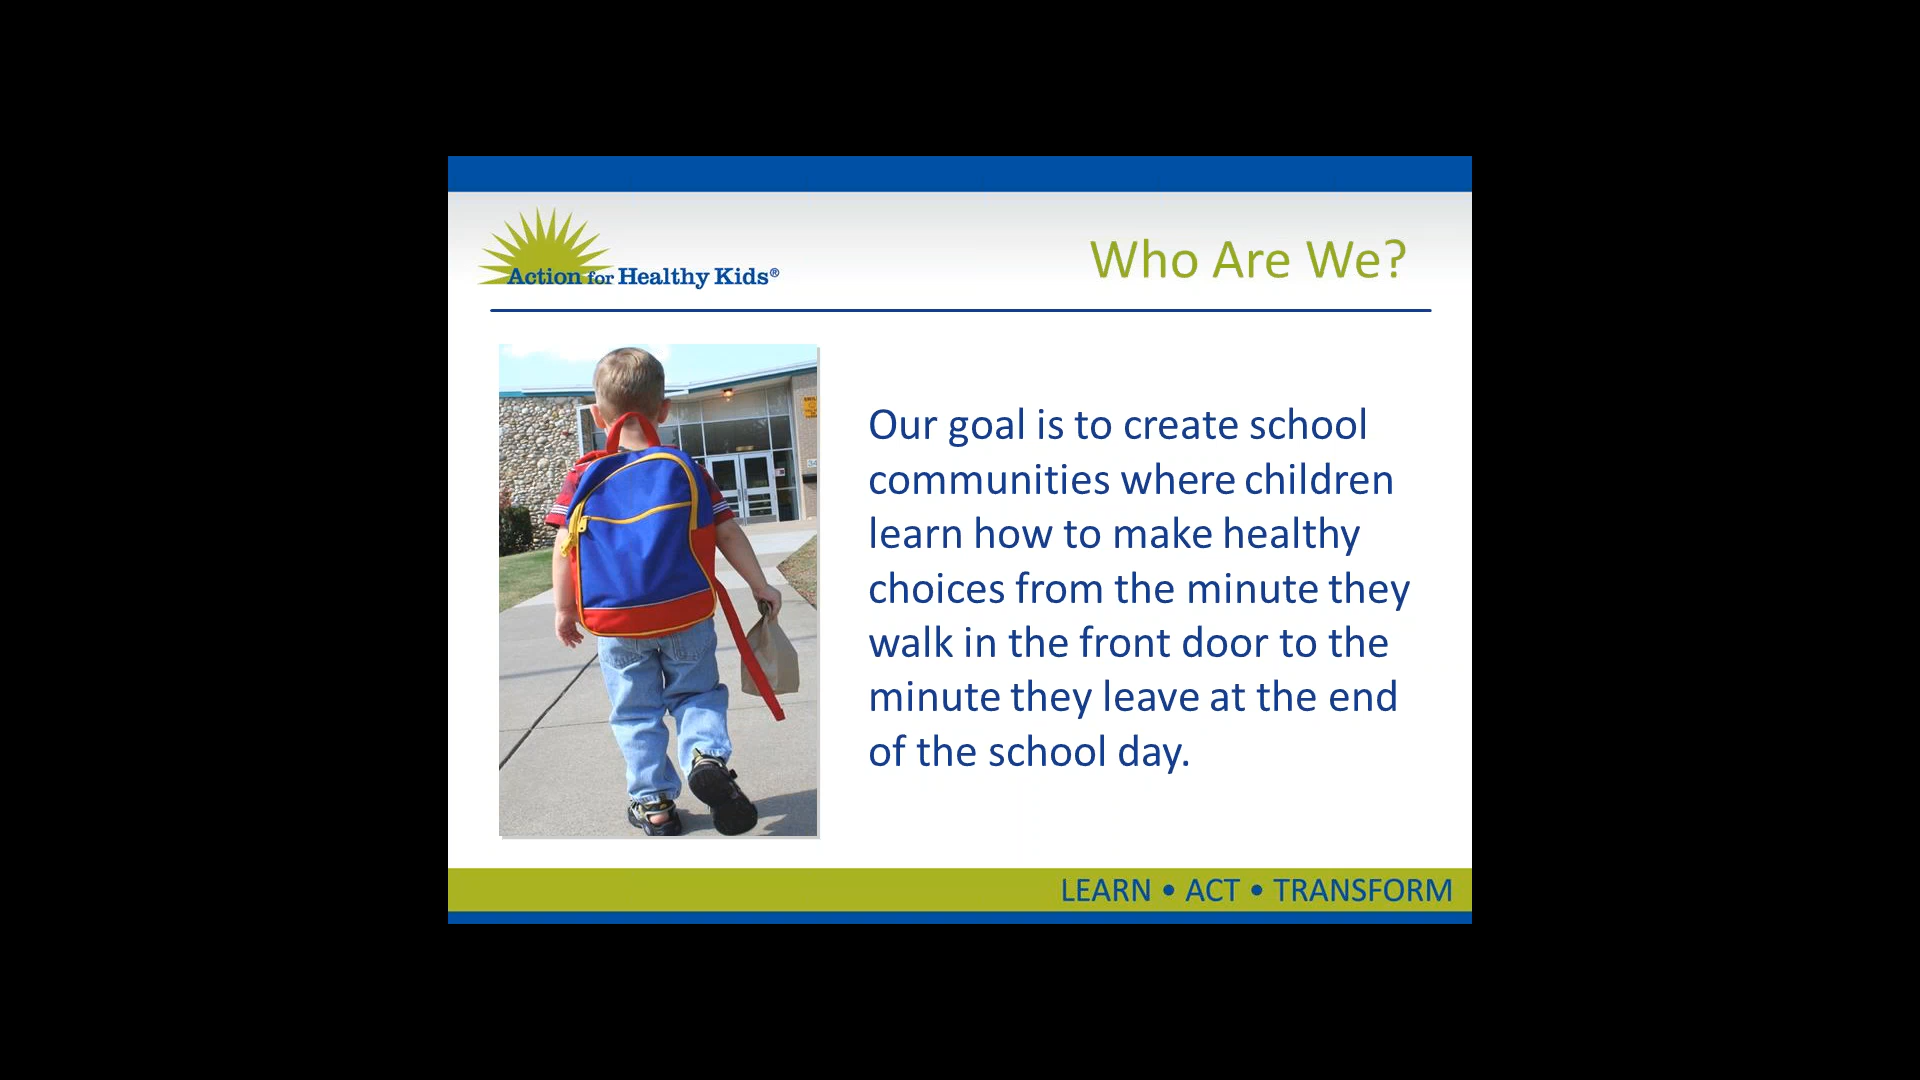 Action for Healthy Kids®
Who Are We?
Our goal is to create school
communities where children
learn how to make healthy
choices from the minute they
walk in the front door to the
minute they leave at the end
of the school day.
LEARN • ACT • TRANSFORM